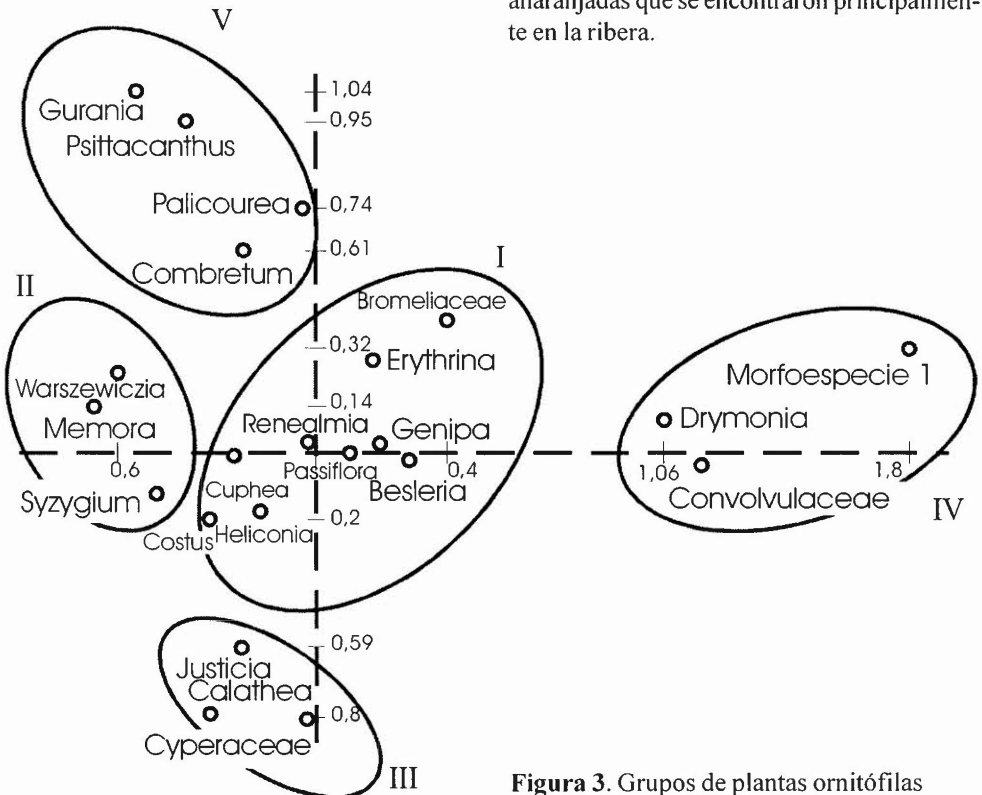 anaranjadas que se encontraron principalmen-
te en la ribera.
V
1,04
Gurania
0,95
Psittacanthus
Palicourea
0,74
0,61
Combretum
I
II
Bromeliaceae
0,32
Erythrina
Morfoespecie 1
Warszewiczia
0,14
Memora
Renealmia
Genipa
Drymonia
0,6
Passiflora
0,4
1,06
1,8
Syzygium
Cuphea
Besleria
Convolvulaceae
IV
Costus
Heliconia
0,2
0,59
Justicia
Calathea
0,8
Cyperaceae
III
Figura 3. Grupos de plantas ornitófilas